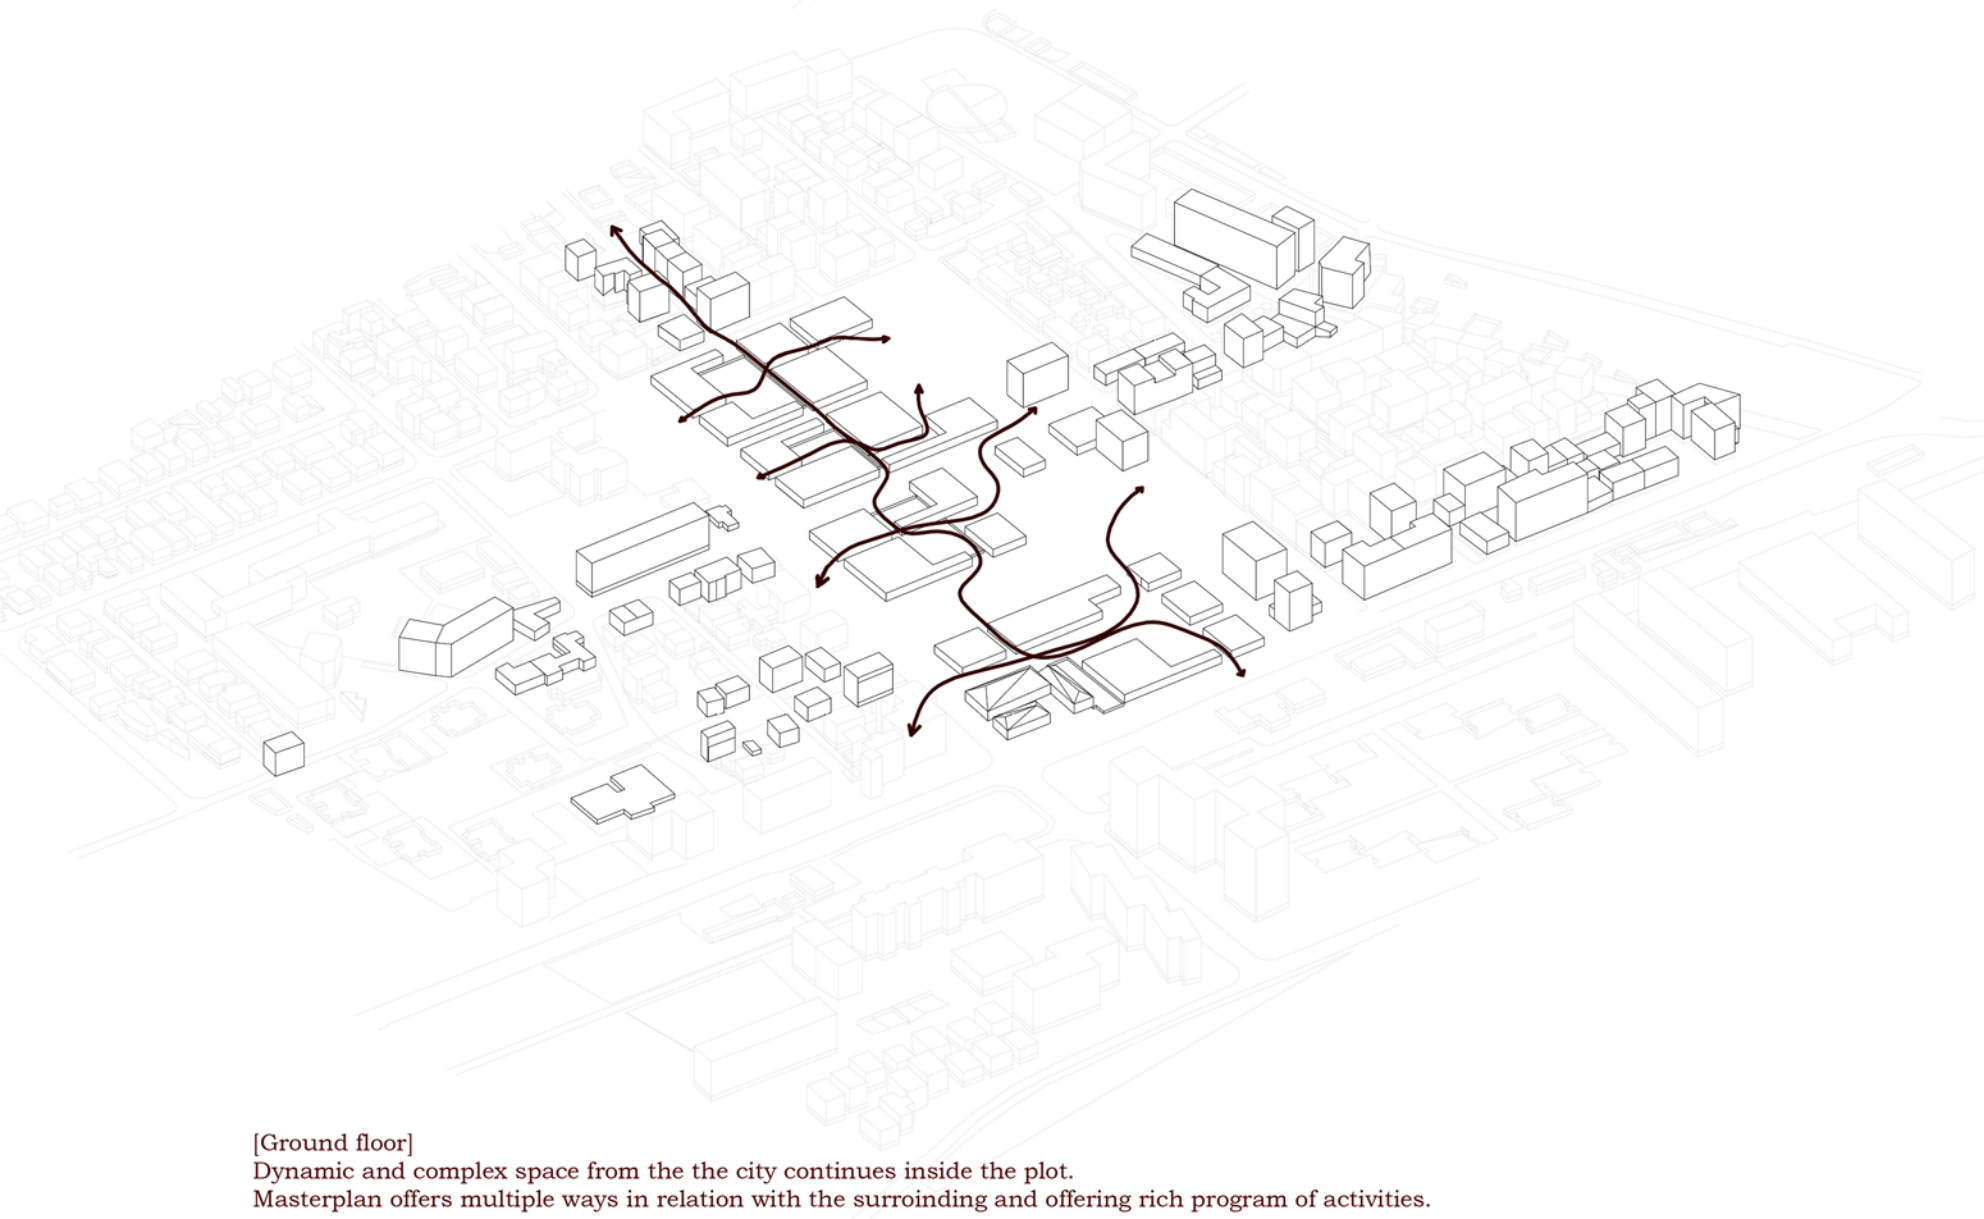 [Ground floor]
Dynamic and complex space from the the city continues inside the plot.
Masterplan offers multiple ways in relation with the surroinding and offering rich program of activities.